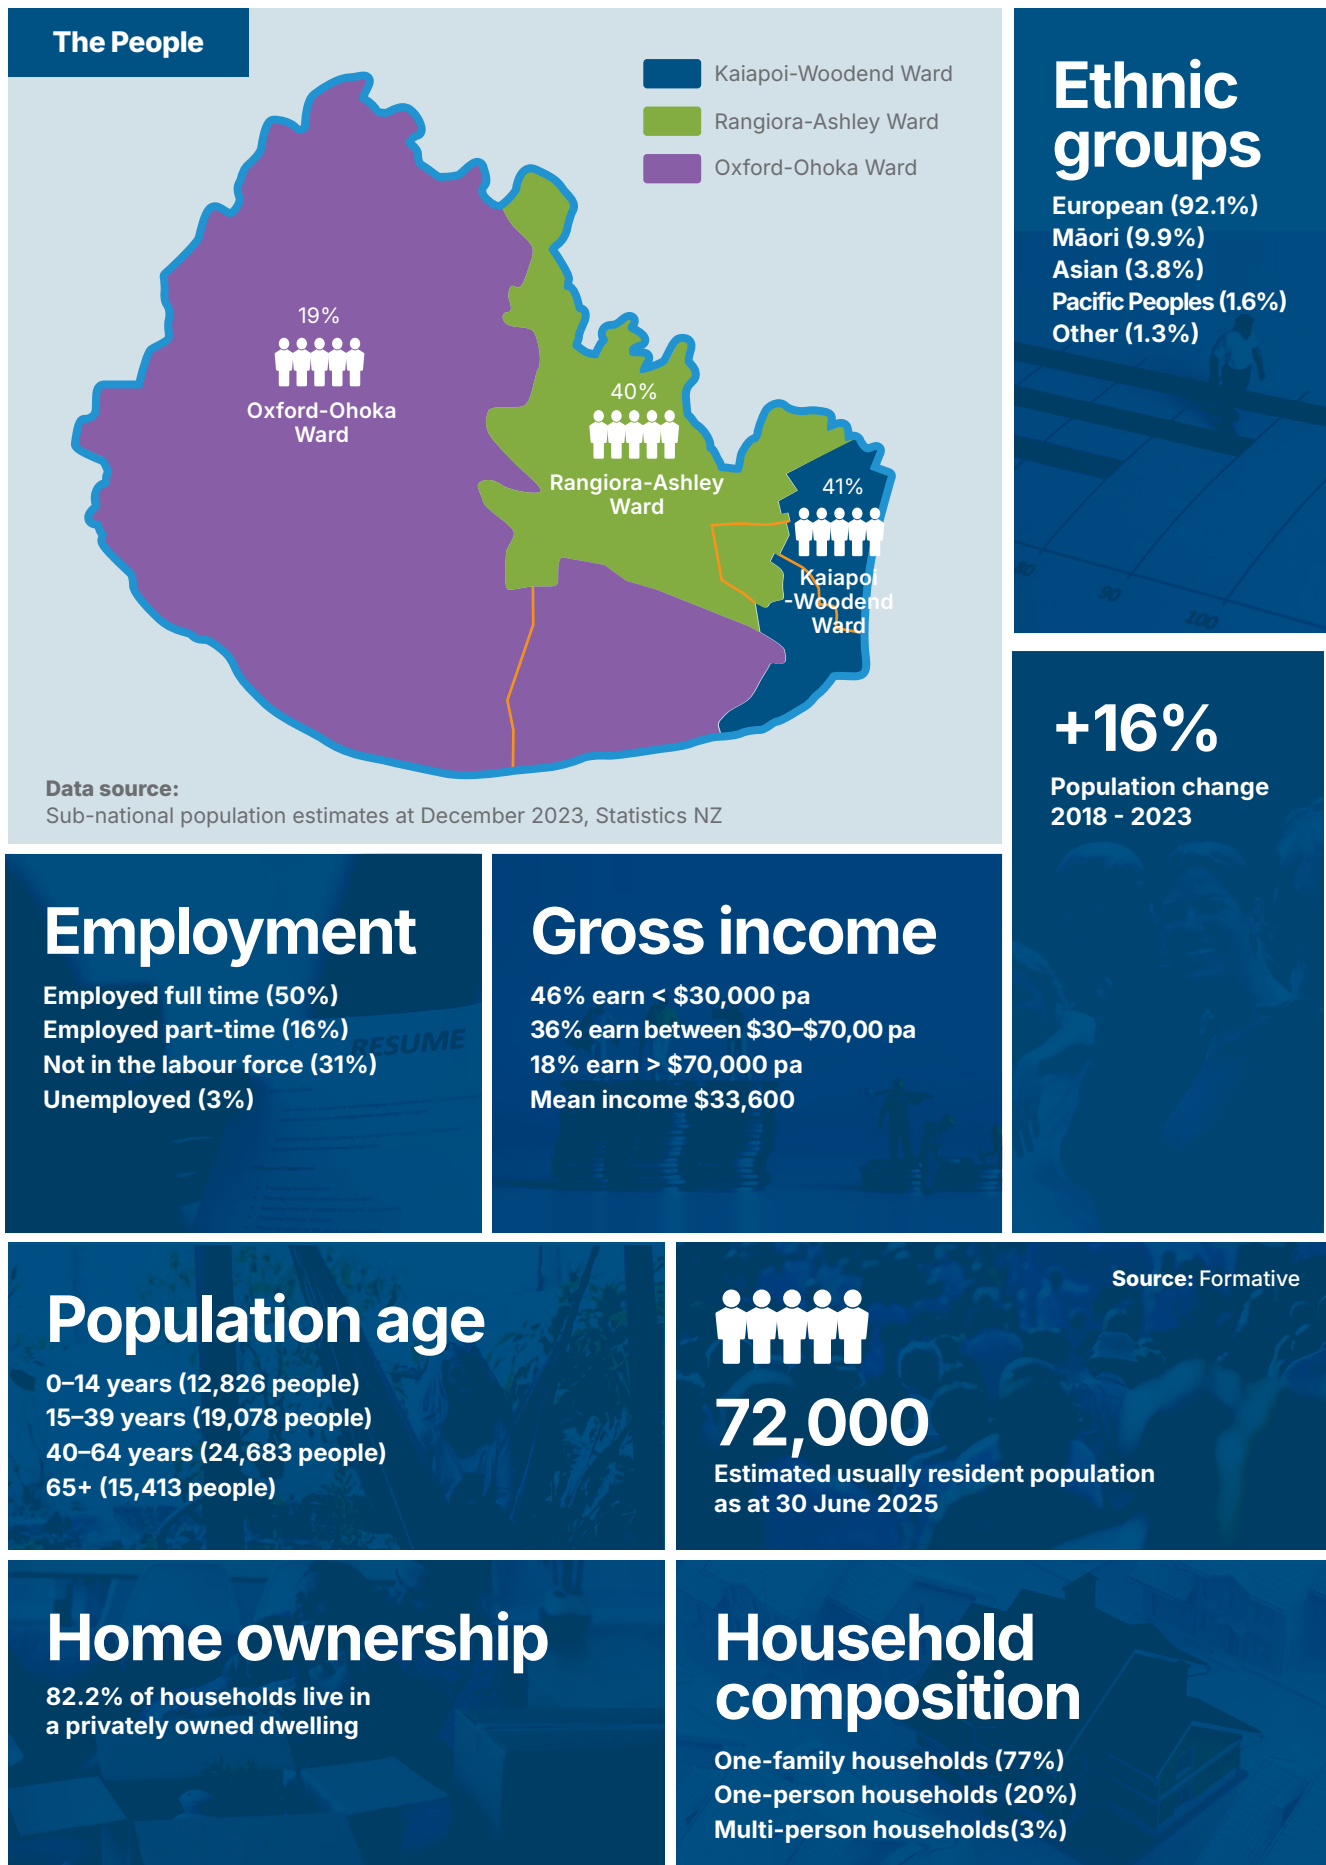 The People
Kaiapoi-Woodend Ward
Rangiora-Ashley Ward
Oxford-Ohoka Ward
19%
Oxford-Ohoka
Ward
40%
Rangiora-Ashley
Ward
41%
Kaiapoi
-Woodend
Ward
Data source:
Sub-national population estimates at December 2023, Statistics NZ
Ethnic
groups
European (92.1%)
Māori (9.9%)
Asian (3.8%)
Pacific Peoples (1.6%)
Other (1.3%)
80
90
100
+16%
Population change
2018 - 2023
Employment
Employed full time (50%)
Employed part-time (16%)
Not in the labour force (31%)
Unemployed (3%)
RESUME
Gross income
46% earn < $30,000 pa
36% earn between $30–$70,00 pa
18% earn > $70,000 pa
Mean income $33,600
Population age
0–14 years (12,826 people)
15–39 years (19,078 people)
40–64 years (24,683 people)
65+ (15,413 people)
Source: Formative
72,000
Estimated usually resident population
as at 30 June 2025
Home ownership
82.2% of households live in
a privately owned dwelling
Household
composition
One-family households (77%)
One-person households (20%)
Multi-person households(3%)